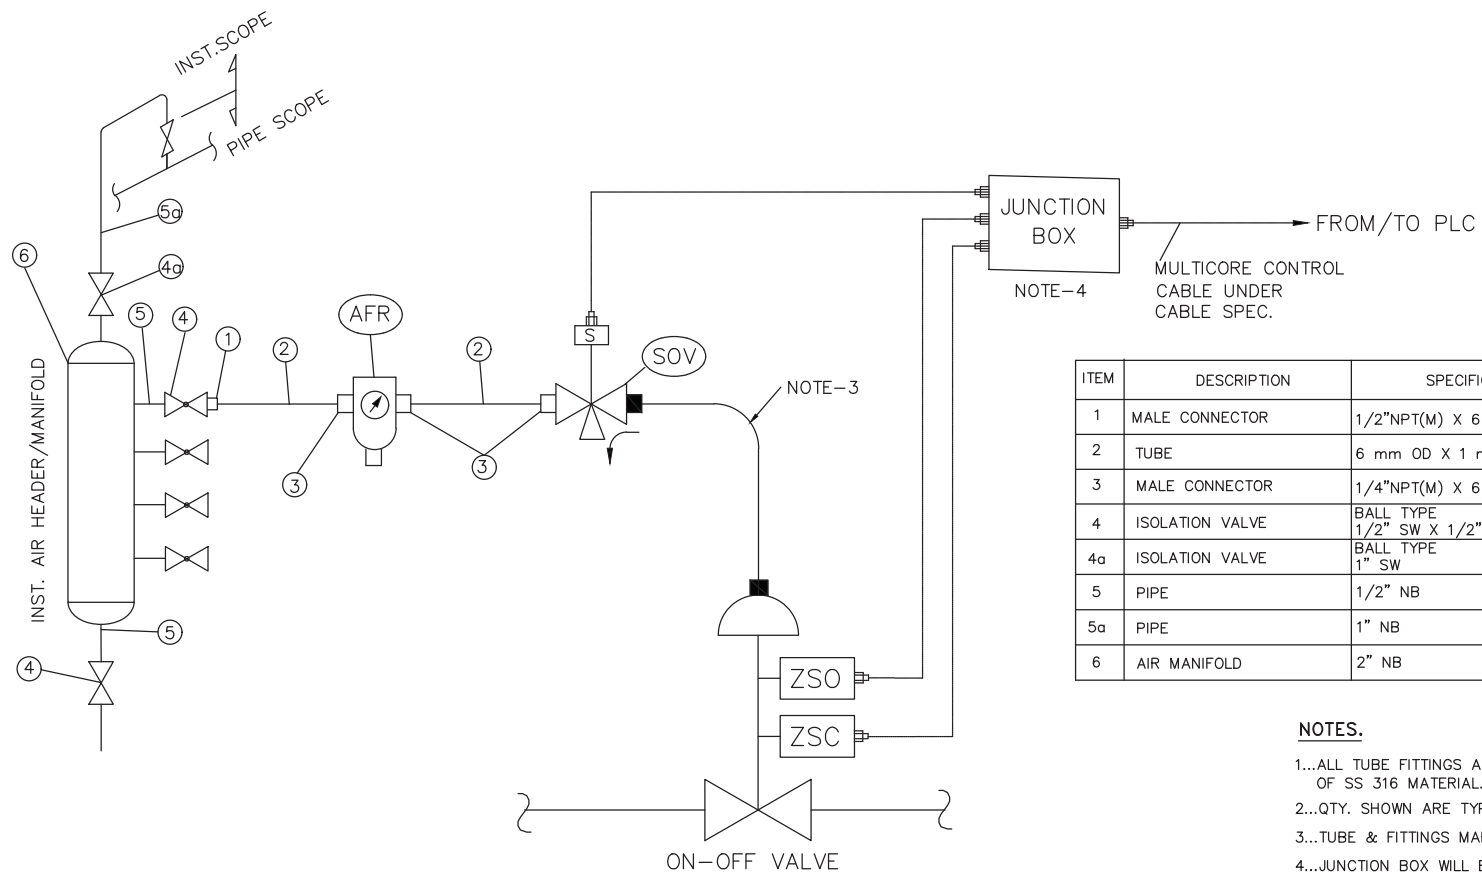 INST.SCOPE
PIPE SCOPE
5a
6
4a
5
4
1
2
AFR
2
SOV
S
JUNCTION
BOX
NOTE-4
FROM/TO PLC
MULTICORE CONTROL
CABLE UNDER
CABLE SPEC.
INST. AIR HEADER/MANIFOLD
NOTE-3
3
3
5
4
ZSO
ZSC
ON-OFF VALVE
ITEM DESCRIPTION
1 MALE CONNECTOR 1/2"NPT(M) X 6
2 TUBE 6 mm OD X 1
3 MALE CONNECTOR 1/4"NPT(M) X 6
4 ISOLATION VALVE BALL TYPE
1/2" SW X 1/2"
4a ISOLATION VALVE BALL TYPE
1" SW
5 PIPE 1/2" NB
5a PIPE 1" NB
6 AIR MANIFOLD 2" NB
NOTES.
1...ALL TUBE FITTINGS
OF SS 316 MATERIAL.
2...QTY. SHOWN ARE
3...TUBE & FITTINGS
4...JUNCTION BOX WILL